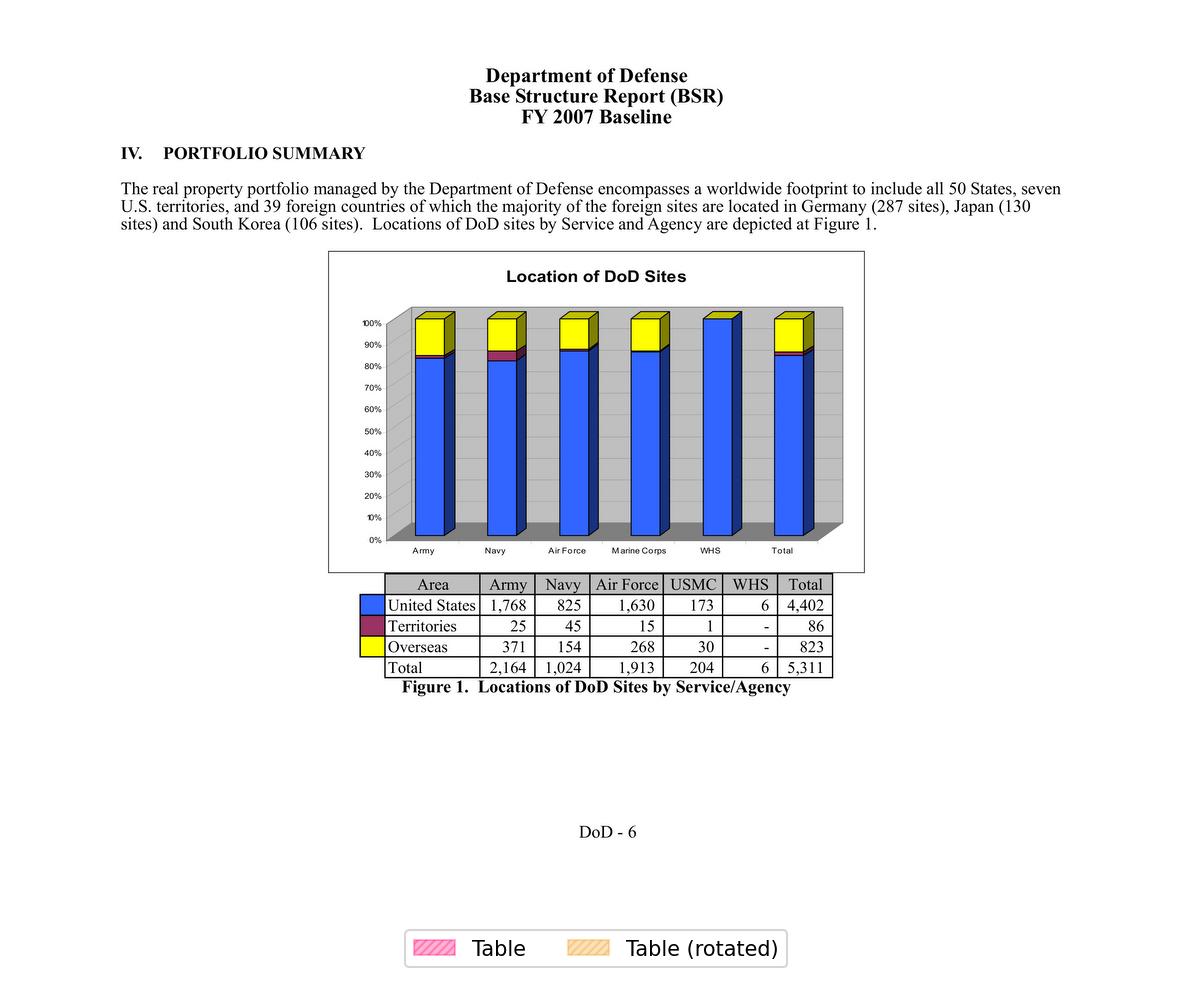 Department of Defense
Base Structure Report (BSR)
FY 2007 Baseline
IV. PORTFOLIO SUMMARY
The real property portfolio managed by the Department of Defense encompasses a worldwide footprint to include all 50 States, seven
U.S. territories, and 39 foreign countries of which the majority of the foreign sites are located in Germany (287 sites), Japan (130
sites) and South Korea (106 sites). Locations of DoD sites by Service and Agency are depicted at Figure 1.
Location of DoD Sites
100%
90%
80%
70%
60%
50%
40%
30%
20%
10%
0%
Army Navy Air Force Marine Corps WHS Total
Area Army Navy Air Force USMC WHS Total
United States 1,768 825 1,630 173 6 4,402
Territories 25 45 15 1 - 86
Overseas 371 154 268 30 - 823
Total 2,164 1,024 1,913 204 6 5,311
Figure 1. Locations of DoD Sites by Service/Agency
DoD - 6
Table Table (rotated)